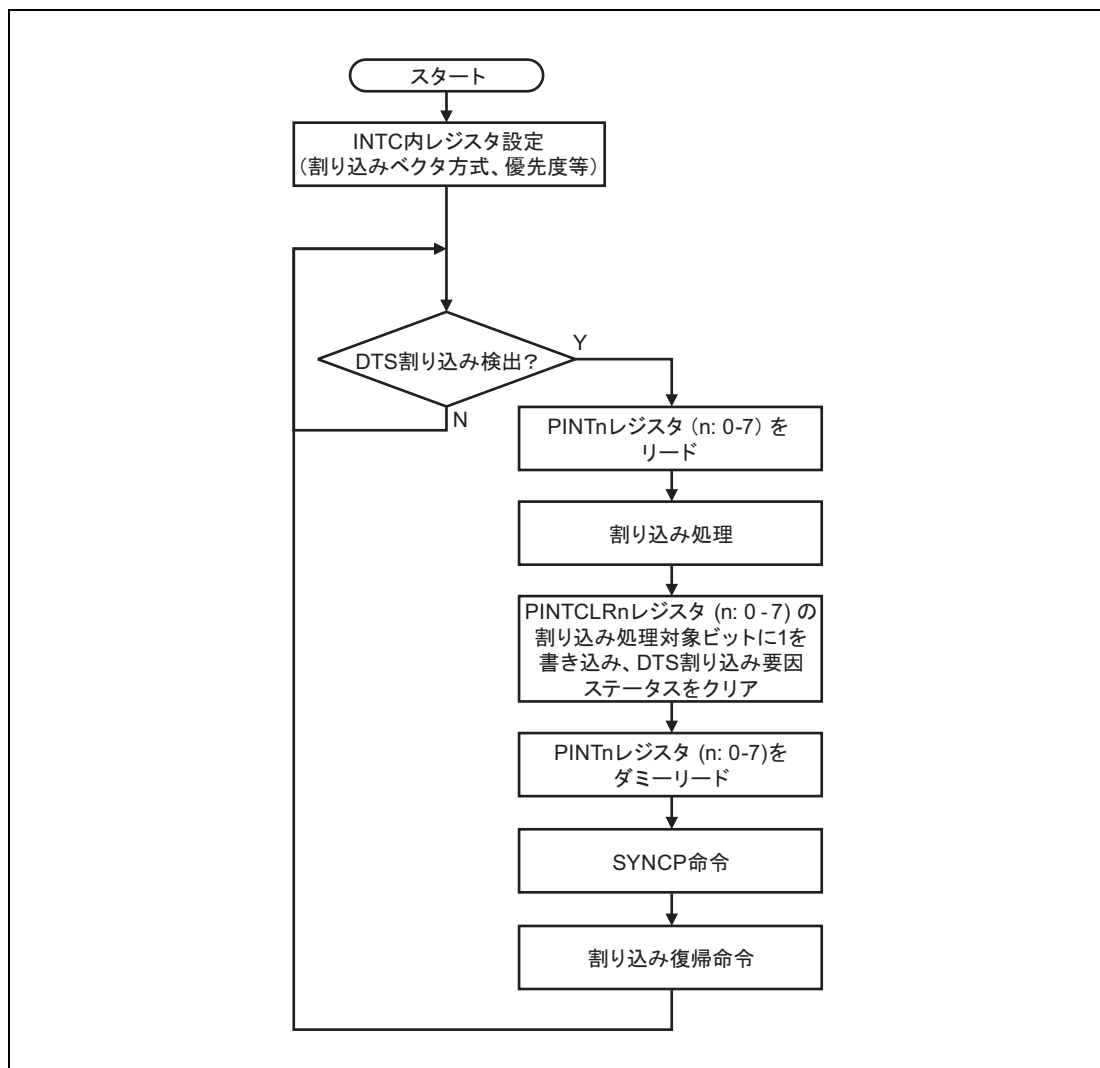 スタート
INTC内レジスタ設定
(割り込みベクタ方式、優先度等)
DTS割り込み検出?
Y
N
PINTnレジスタ (n: 0-7) を
リード
割り込み処理
PINTCLRnレジスタ (n: 0 - 7) の
割り込み処理対象ビットに1を
書き込み、DTS割り込み要因
ステータスをクリア
PINTnレジスタ (n: 0-7)を
ダミーリード
SYNCP命令
割り込み復帰命令